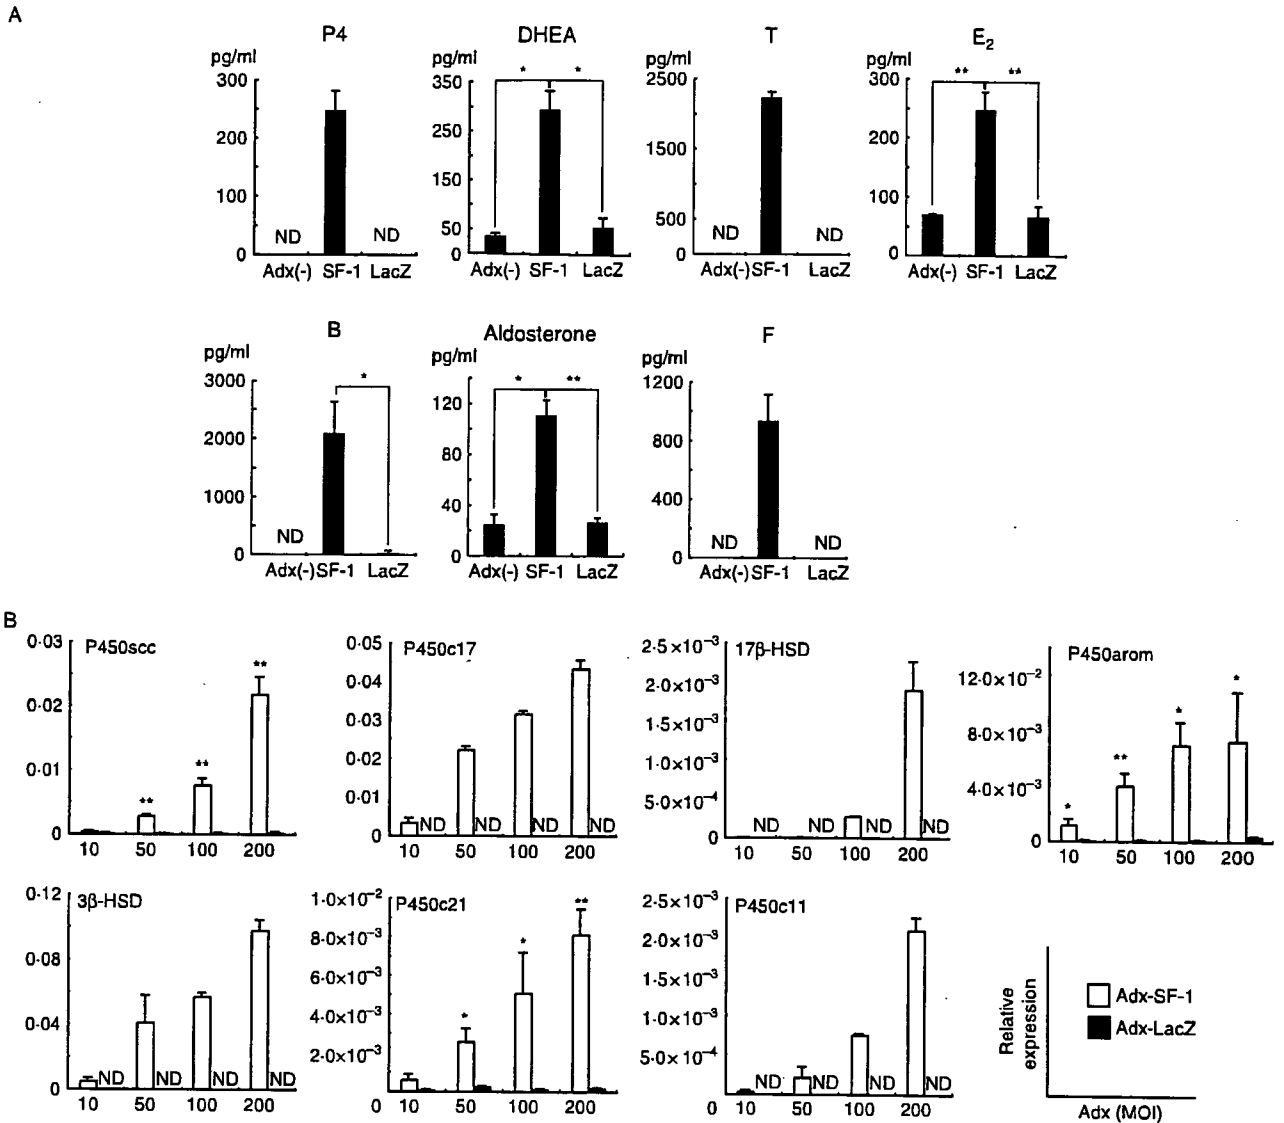 A
P4
pg/ml
300
200
100
0
ND
ND
Adx(-) SF-1 LacZ
DHEA
pg/ml
350
250
150
50
0
* *
Adx(-) SF-1 LacZ
T
pg/ml
2500
1500
500
0
ND
ND
Adx(-) SF-1 LacZ
E2
pg/ml
300
200
100
0
** **
Adx(-) SF-1 LacZ
B
pg/ml
3000
2000
1000
0
*
ND
Adx(-) SF-1 LacZ
Aldosterone
pg/ml
120
80
40
0
* **
Adx(-) SF-1 LacZ
F
pg/ml
1200
800
400
0
ND
ND
Adx(-) SF-1 LacZ
B
P450scc
0·03
0·02
0·01
0
** ** **
10 50 100 200
P450c17
0·05
0·04
0·03
0·02
0·01
0
ND ND ND ND
10 50 100 200
17β-HSD
2·5×10⁻³
2·0×10⁻³
1·5×10⁻³
1·0×10⁻³
5·0×10⁻⁴
0
ND ND ND ND
10 50 100 200
P450arom
12·0×10⁻²
8·0×10⁻³
4·0×10⁻³
0
* ** * *
10 50 100 200
3β-HSD
0·12
0·08
0·04
0
ND ND ND ND
10 50 100 200
P450c21
1·0×10⁻²
8·0×10⁻³
6·0×10⁻³
4·0×10⁻³
2·0×10⁻³
0
* * **
10 50 100 200
P450c11
2·5×10⁻³
2·0×10⁻³
1·5×10⁻³
1·0×10⁻³
5·0×10⁻⁴
0
ND ND ND ND
10 50 100 200
Relative
expression
Adx-SF-1
Adx-LacZ
Adx (MOI)